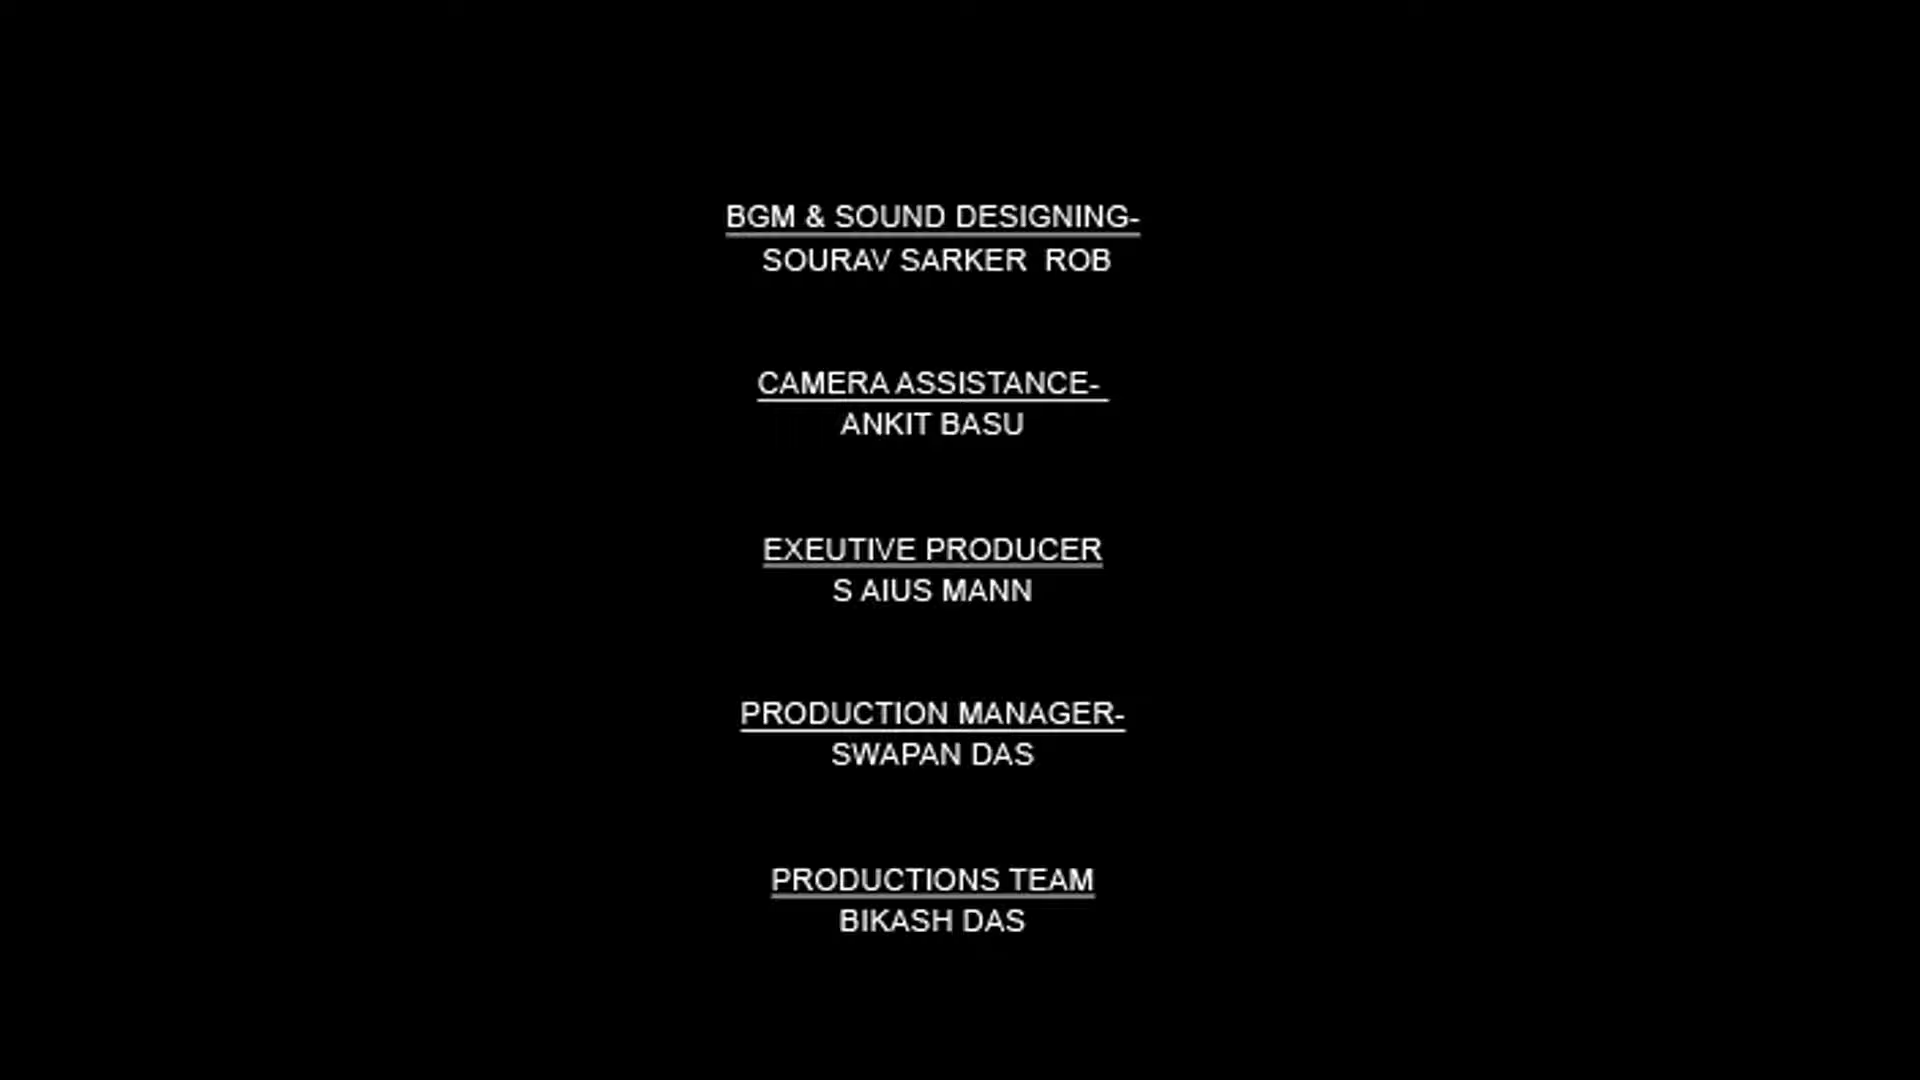 BGM & SOUND DESIGNING-
SOURAV SARKER  ROB
CAMERA ASSISTANCE-
ANKIT BASU
EXEUTIVE PRODUCER
S AIUS MANN
PRODUCTION MANAGER-
SWAPAN DAS
PRODUCTIONS TEAM
BIKASH DAS